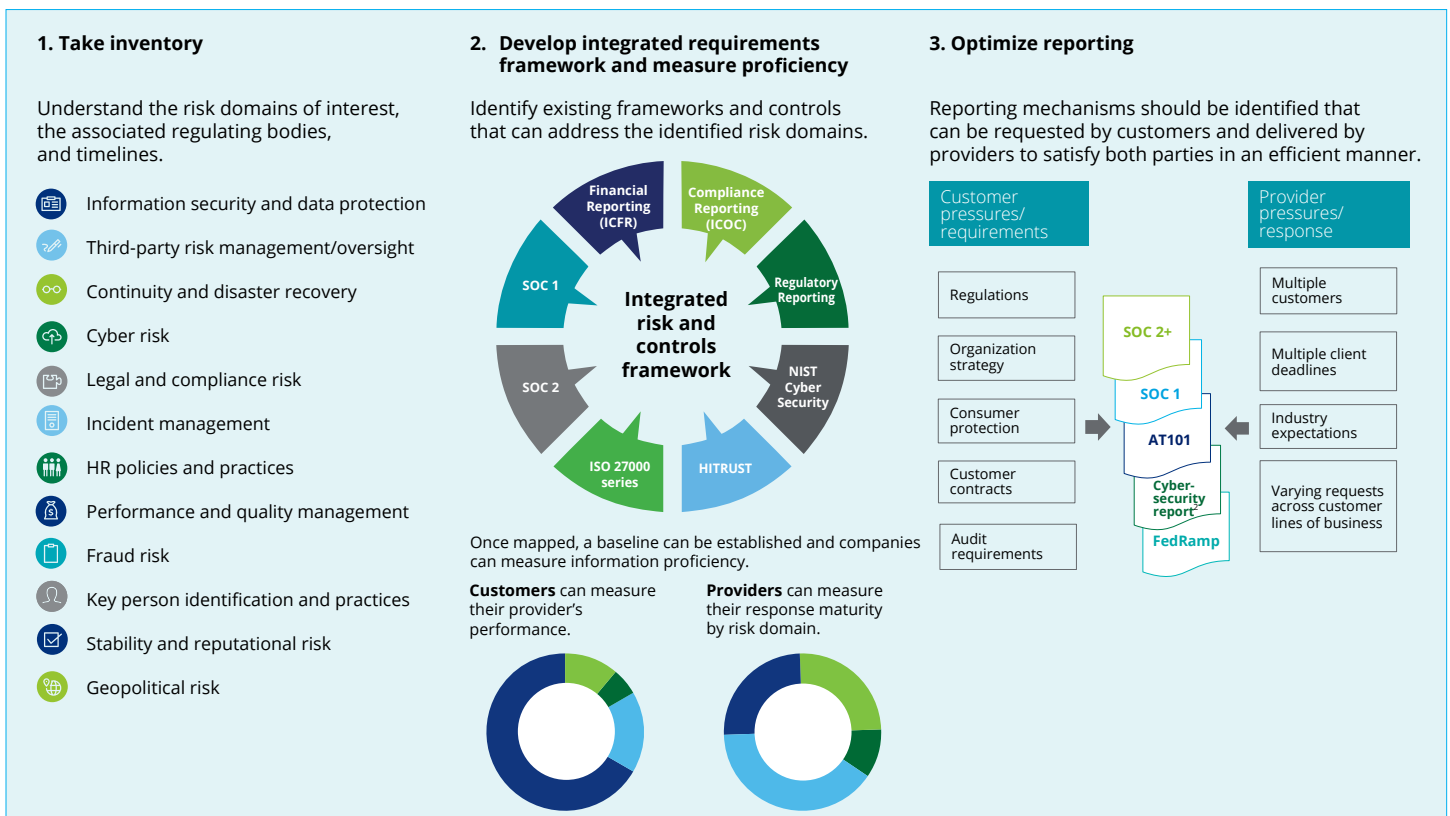 1. Take inventory
Understand the risk domains of interest,
the associated regulating bodies,
and timelines.
Information security and data protection
Third-party risk management/oversight
Continuity and disaster recovery
Cyber risk
Legal and compliance risk
Incident management
HR policies and practices
Performance and quality management
Fraud risk
Key person identification and practices
Stability and reputational risk
Geopolitical risk
2. Develop integrated requirements
framework and measure proficiency
Identify existing frameworks and controls
that can address the identified risk domains.
Financial
Reporting
(ICFR)
Compliance
Reporting
(ICOC)
SOC 1
Regulatory
Reporting
Integrated
risk and
controls
framework
SOC 2
NIST
Cyber
Security
ISO 27000
series
HITRUST
Once mapped, a baseline can be established and companies
can measure information proficiency.
Customers can measure
their provider's
performance.
Providers can measure
their response maturity
by risk domain.
3. Optimize reporting
Reporting mechanisms should be identified that
can be requested by customers and delivered by
providers to satisfy both parties in an efficient manner.
Customer
pressures/
requirements
Regulations
Organization
strategy
Consumer
protection
Customer
contracts
Audit
requirements
SOC 2+
SOC 1
AT101
Cyber-
security
report2
FedRamp
Provider
pressures/
response
Multiple
customers
Multiple client
deadlines
Industry
expectations
Varying requests
across customer
lines of business